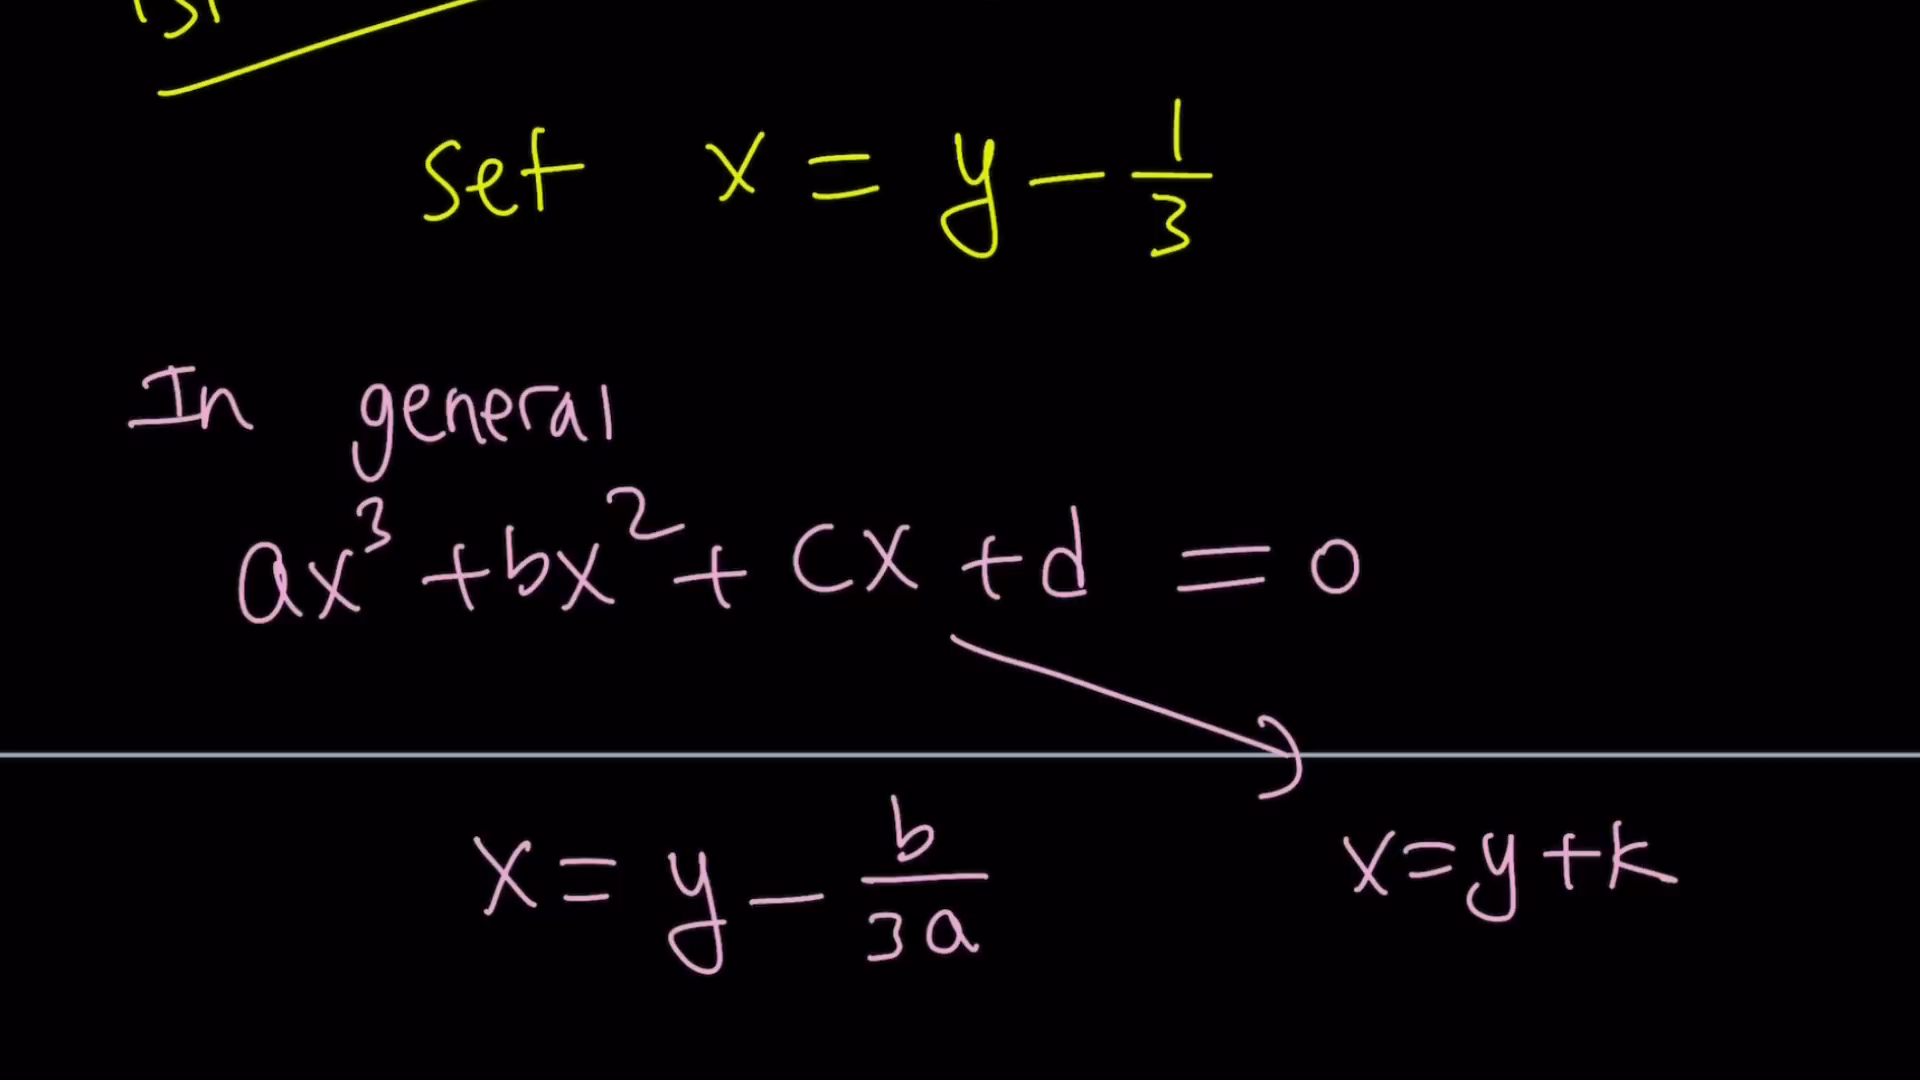 Set x = y - 1/3
In general
ax³ + bx² + cx + d = 0
x = y - b/3a
x = y + k